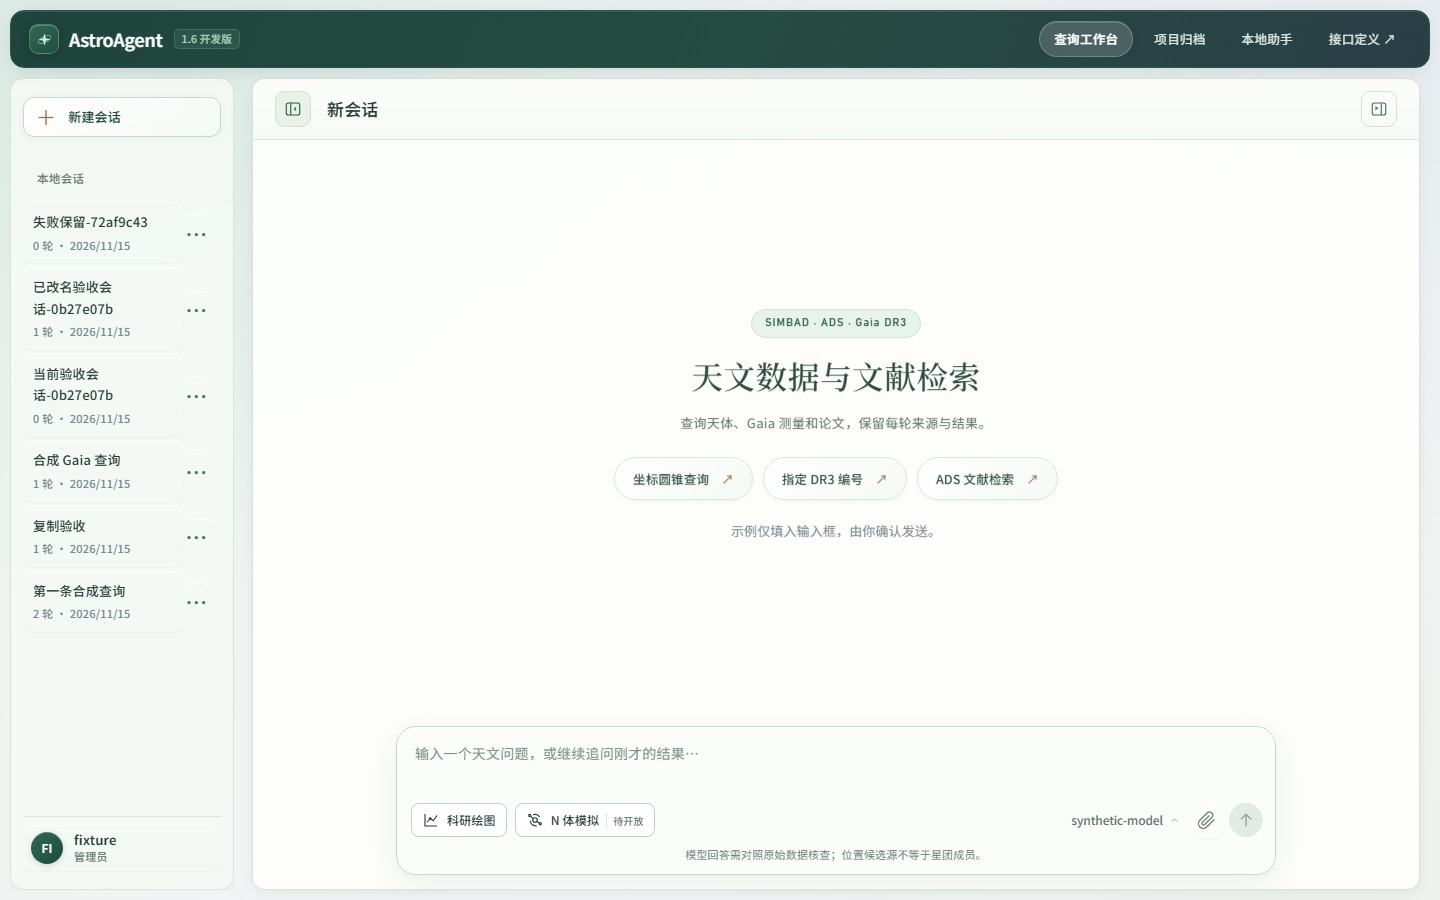 AstroAgent
1.6 开发版
查询工作台
项目归档
本地助手
接口定义 ↗
新建会话
本地会话
失败保留-72af9c43
0 轮 · 2026/11/15
已改名验收会
话-0b27e07b
1 轮 · 2026/11/15
当前验收会
话-0b27e07b
0 轮 · 2026/11/15
合成 Gaia 查询
1 轮 · 2026/11/15
复制验收
1 轮 · 2026/11/15
第一条合成查询
2 轮 · 2026/11/15
FI
fixture
管理员
新会话
SIMBAD · ADS · Gaia DR3
天文数据与文献检索
查询天体、Gaia 测量和论文，保留每轮来源与结果。
坐标圆锥查询 ↗
指定 DR3 编号 ↗
ADS 文献检索 ↗
示例仅填入输入框，由你确认发送。
输入一个天文问题，或继续追问刚才的结果…
科研绘图
N 体模拟
待开放
synthetic-model
模型回答需对照原始数据核查；位置候选源不等于星团成员。